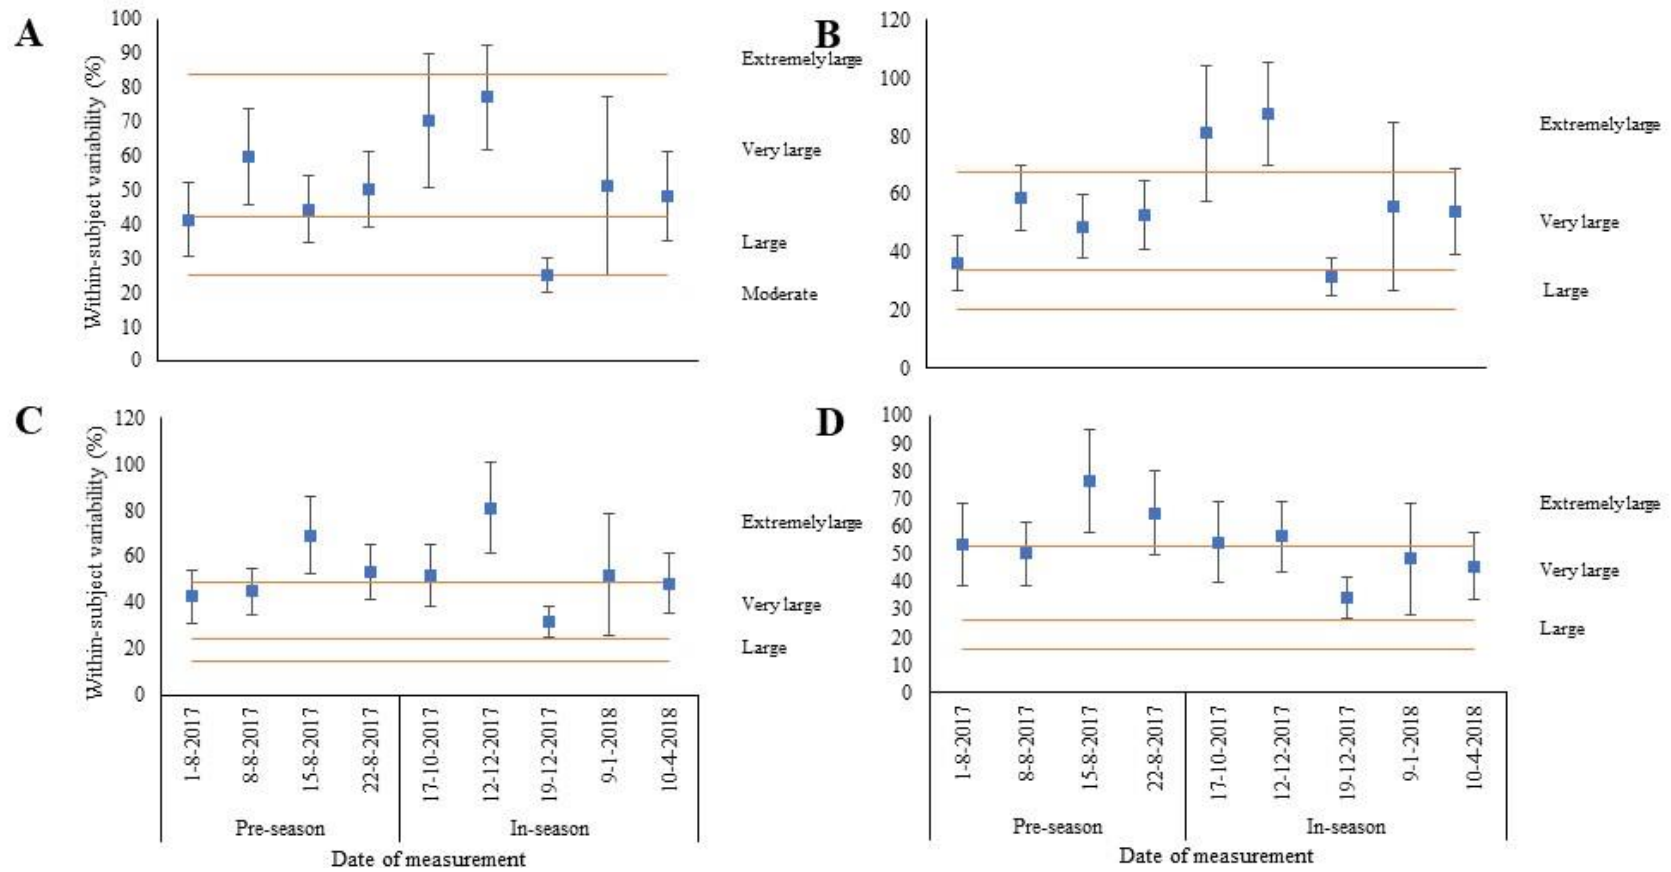 A
Within-subject variability (%)
100
90
80
70
60
50
40
30
20
10
0
Extremely large
Very large
Large
Moderate
B
120
100
80
60
40
20
0
Extremely large
Very large
Large
C
Within-subject variability (%)
120
100
80
60
40
20
0
Extremely large
Very large
Large
1-8-2017
8-8-2017
15-8-2017
22-8-2017
17-10-2017
12-12-2017
19-12-2017
9-1-2018
10-4-2018
Pre-season
In-season
Date of measurement
D
100
90
80
70
60
50
40
30
20
10
0
Extremely large
Very large
Large
1-8-2017
8-8-2017
15-8-2017
22-8-2017
17-10-2017
12-12-2017
19-12-2017
9-1-2018
10-4-2018
Pre-season
In-season
Date of measurement